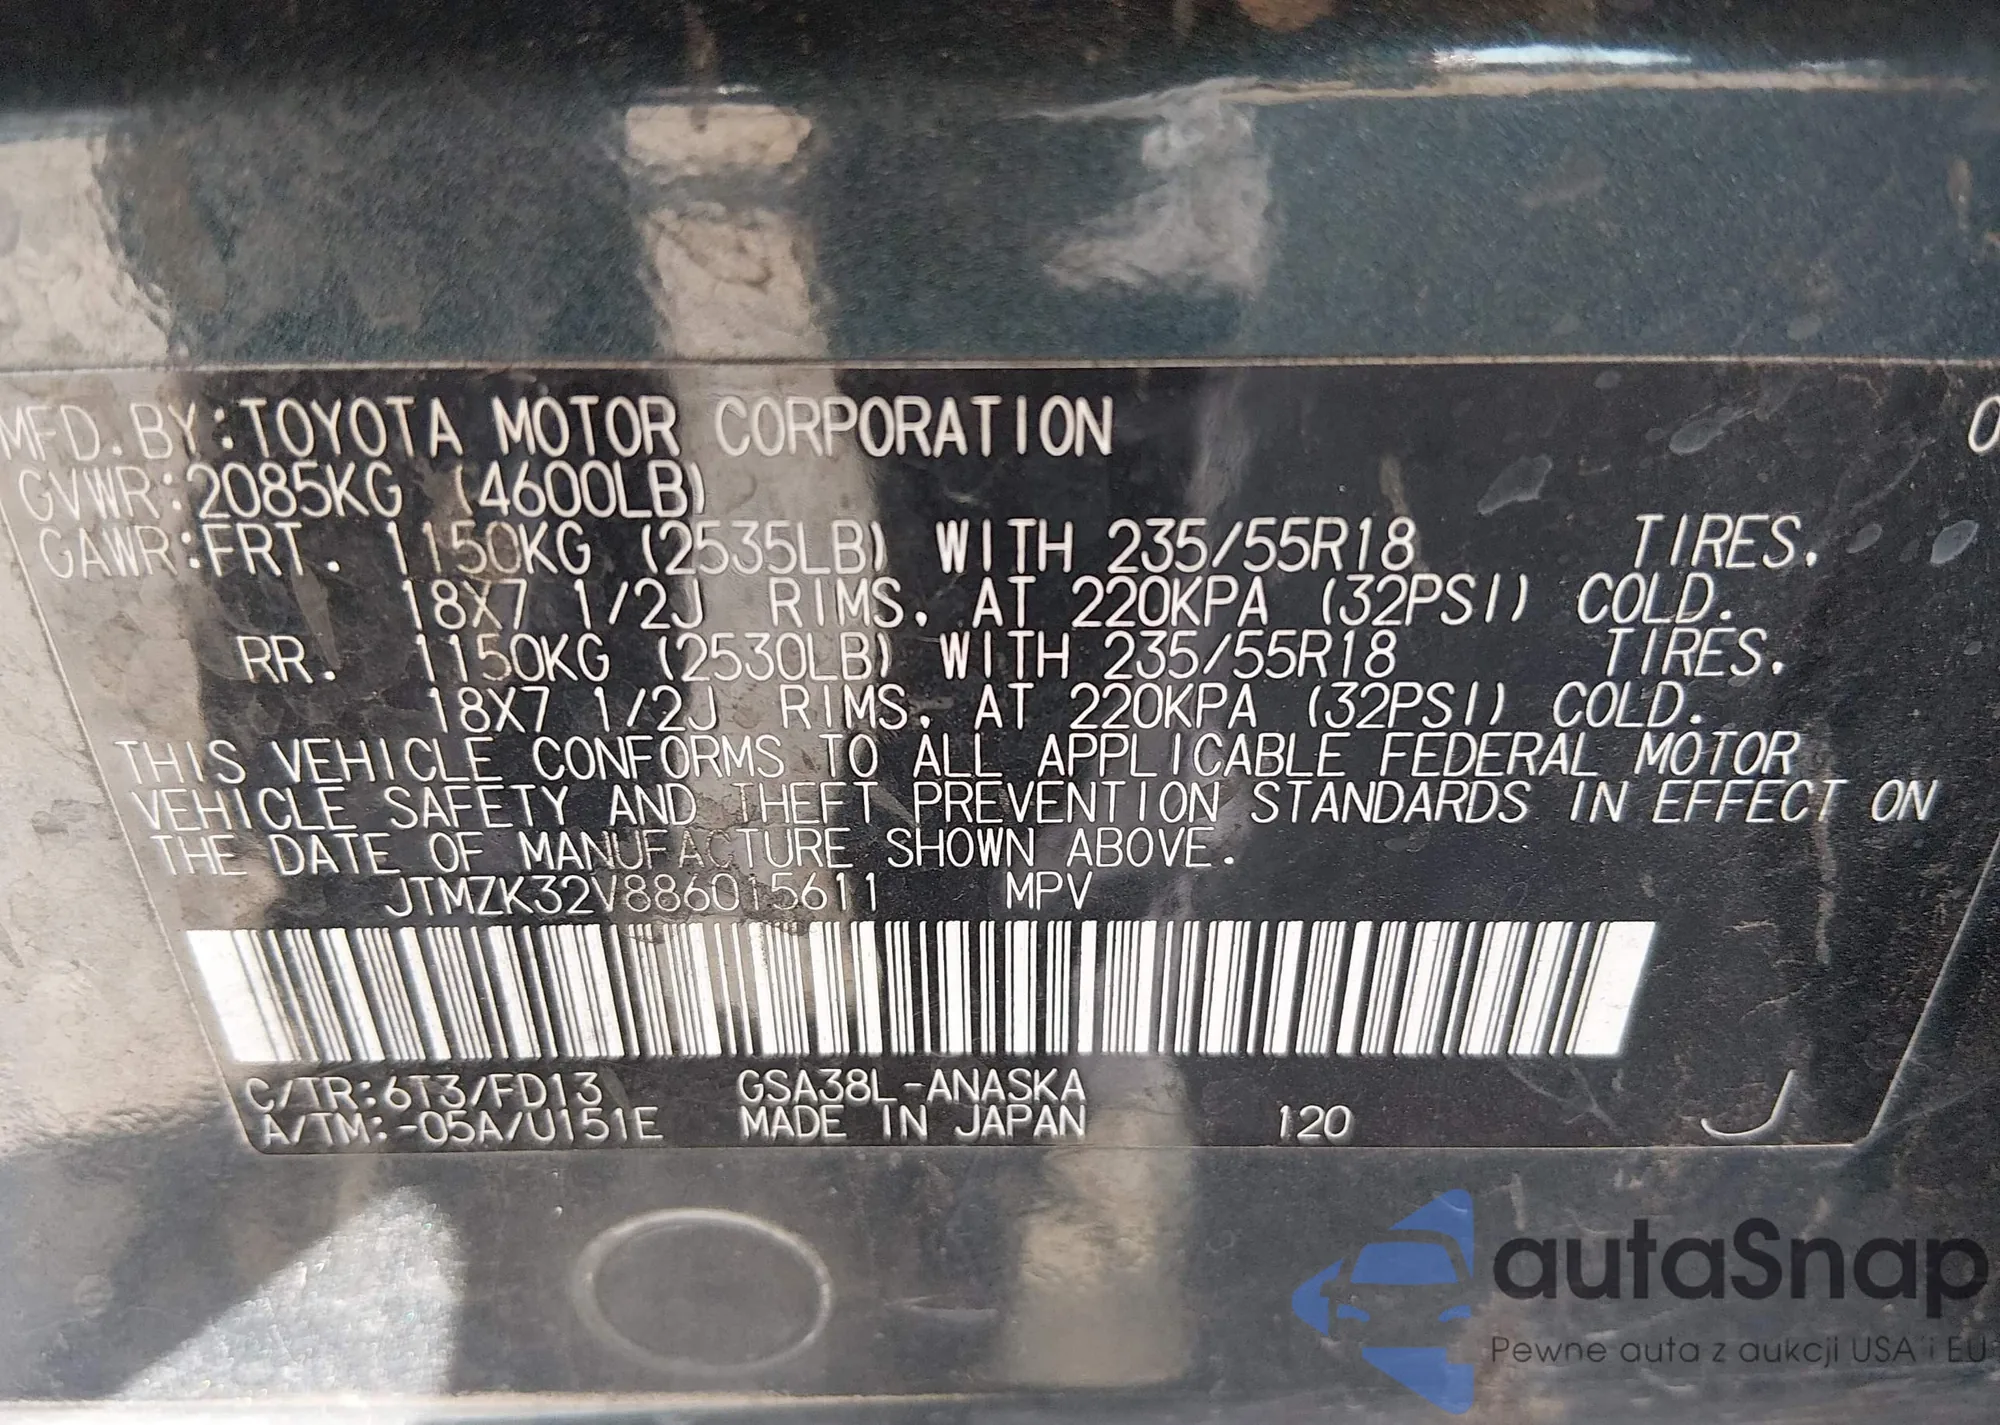 MFD. BY:TOYOTA MOTOR CORPORATION 0
GVWR:2085KG (4600LB)
GAWR:FRT. 1150KG (2535LB) WITH 235/55R18 TIRES.
18X7 1/2J RIMS. AT 220KPA (32PSI) COLD.
RR. 1150KG (2530LB) WITH 235/55R18 TIRES.
18X7 1/2J RIMS. AT 220KPA (32PSI) COLD.
THIS VEHICLE CONFORMS TO ALL APPLICABLE FEDERAL MOTOR
VEHICLE SAFETY AND THEFT PREVENTION STANDARDS IN EFFECT ON
THE DATE OF MANUFACTURE SHOWN ABOVE.
JTMZK32V886015611 MPV
C/TR:6T3/FD13 GSA38L-ANASKA
A/TM:-05A/U151E MADE IN JAPAN 120 J
autaSnap
Pewne auta z aukcji USA i EU